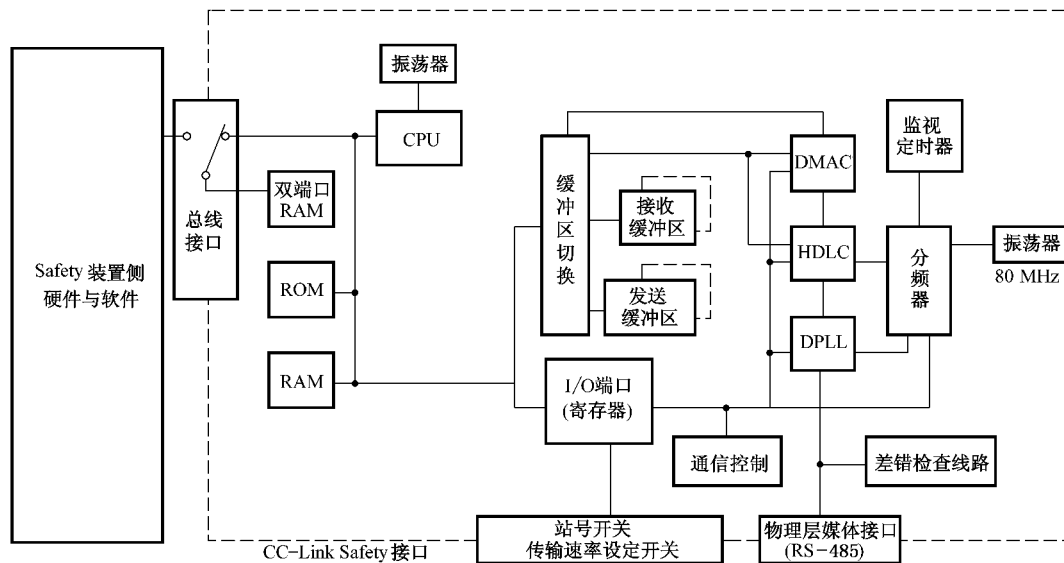 振荡器
CPU
双端口
RAM
总线
接口
Safety 装置侧
硬件与软件
ROM
RAM
缓冲区切换
接收
缓冲区
发送
缓冲区
I/O端口
(寄存器)
DMAC
HDLC
DPLL
监视
定时器
分频器
振荡器
80 MHz
通信控制
差错检查线路
站号开关
传输速率设定开关
物理层媒体接口
(RS-485)
CC-Link Safety 接口